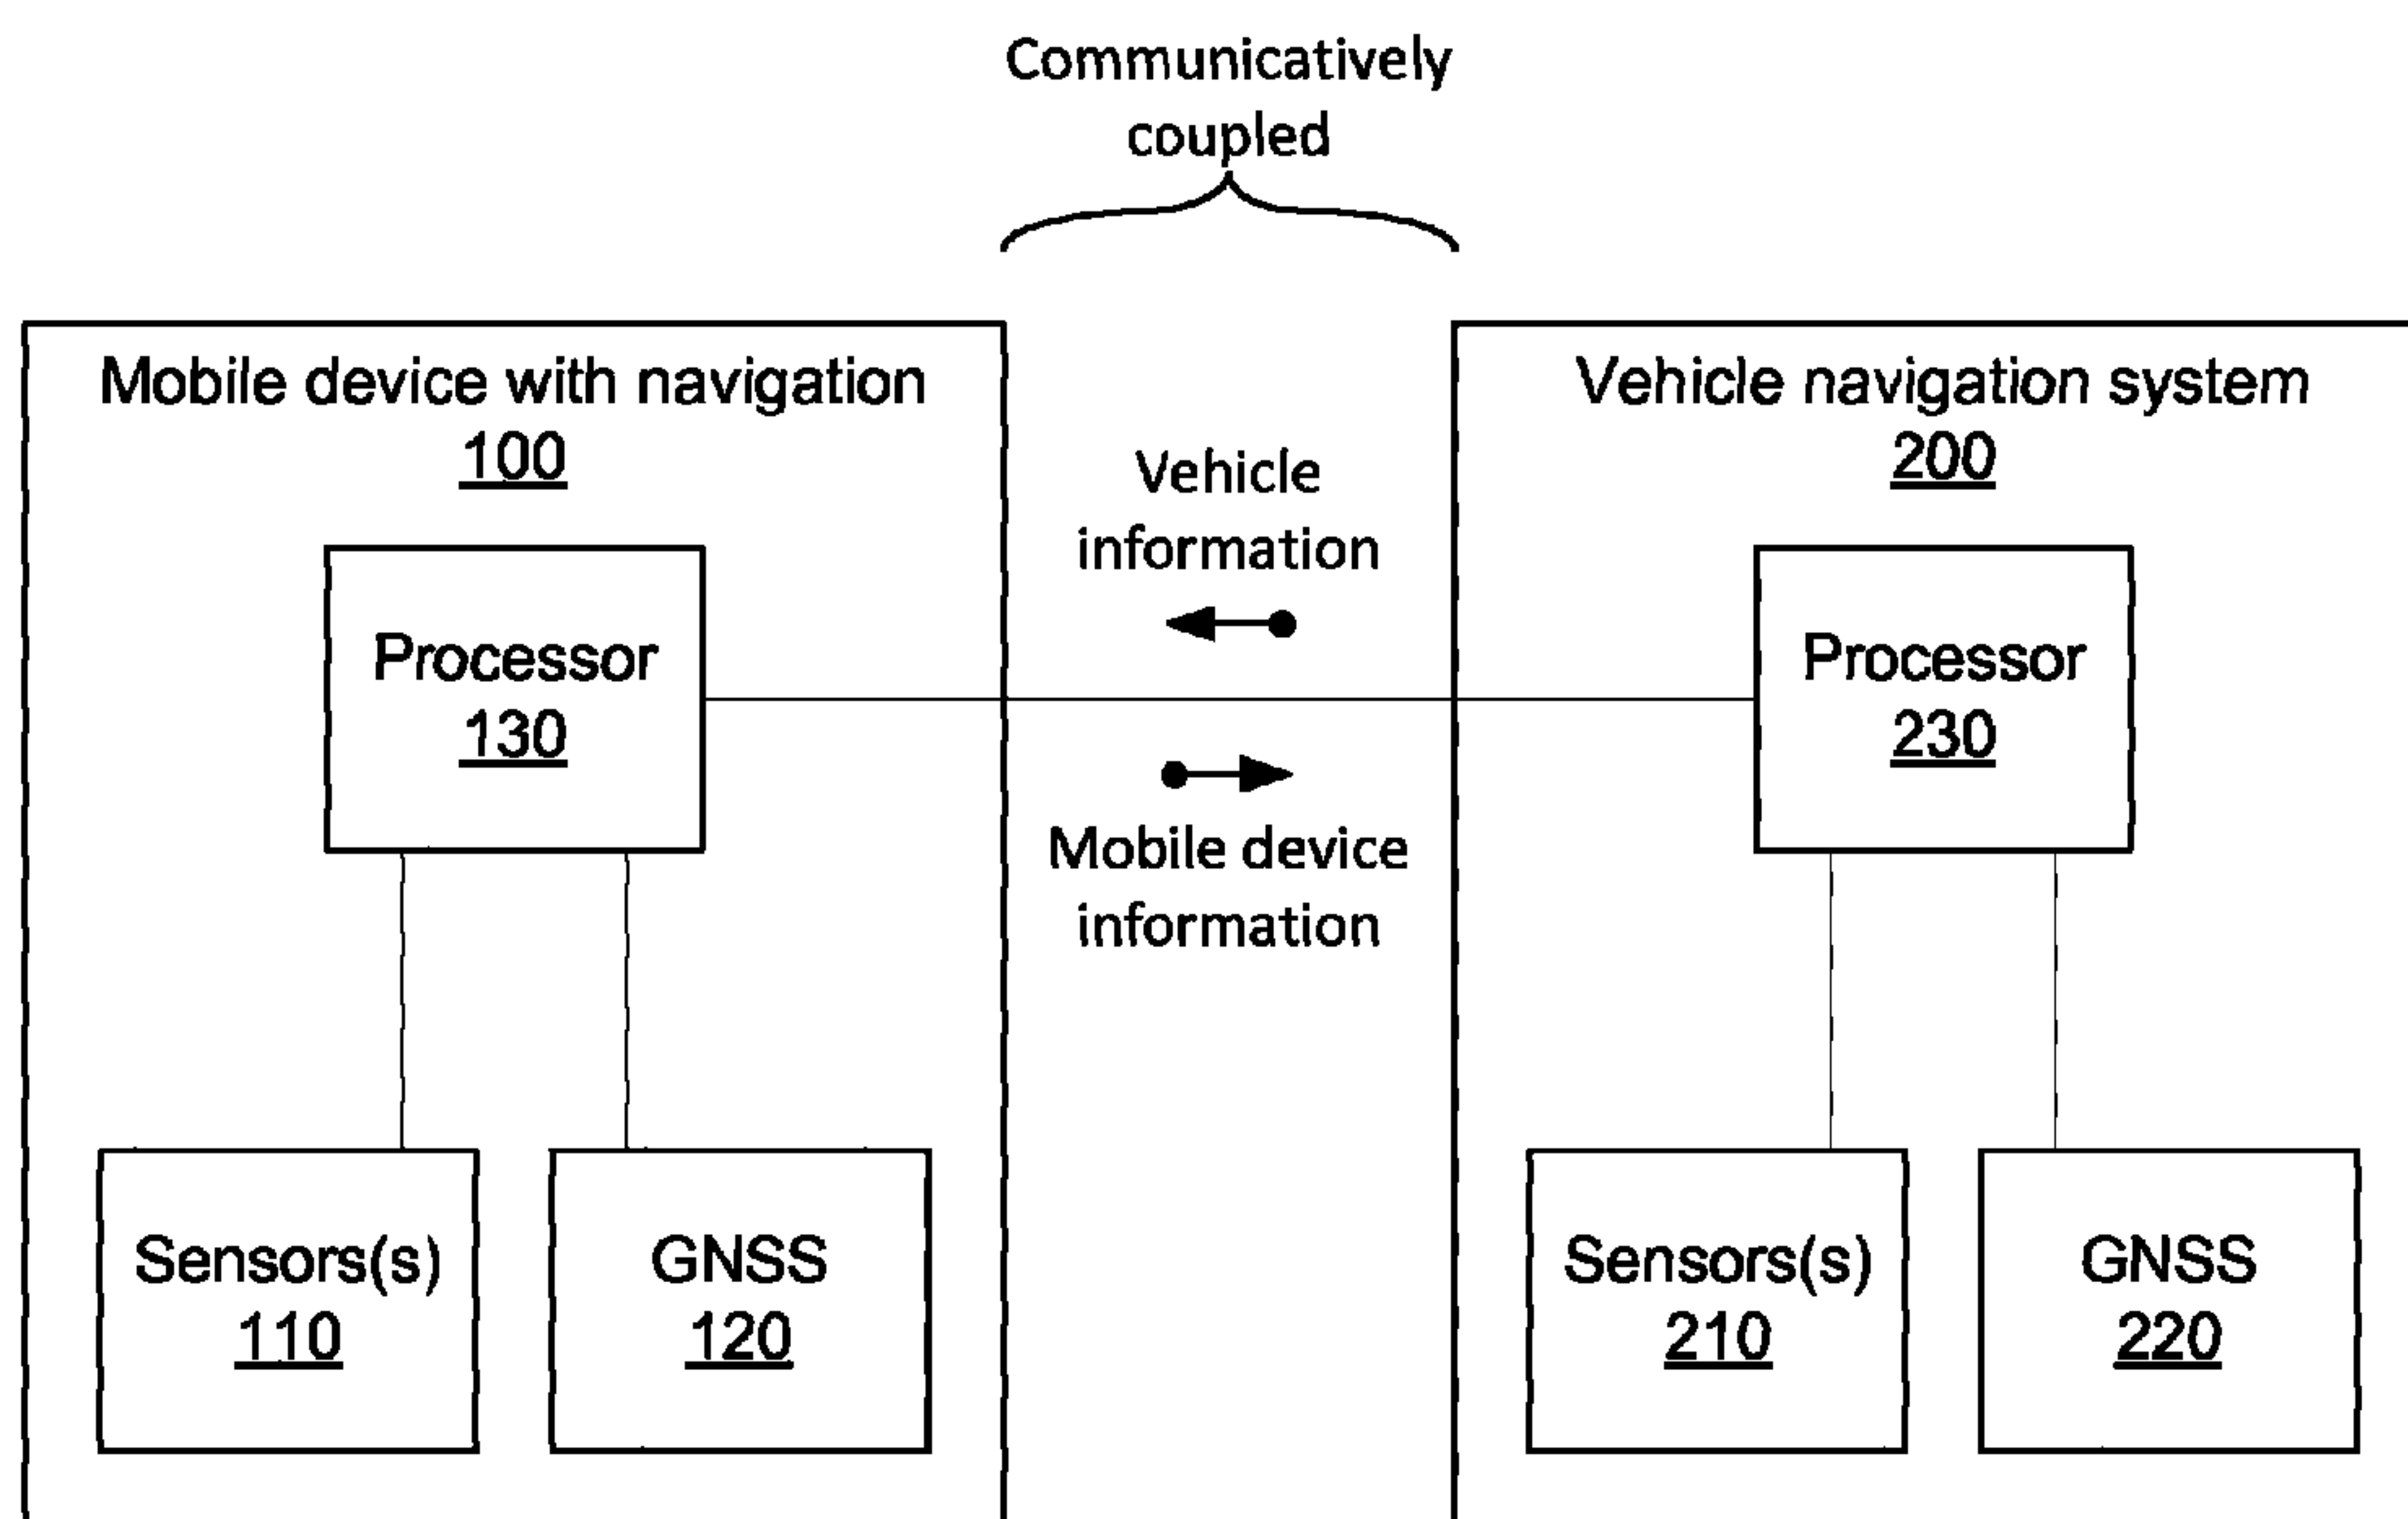 Communicatively
coupled
Mobile device with navigation
100
Vehicle navigation system
200
Vehicle
information
Processor
130
Processor
230
Mobile device
information
Sensors(s)
110
GNSS
120
Sensors(s)
210
GNSS
220